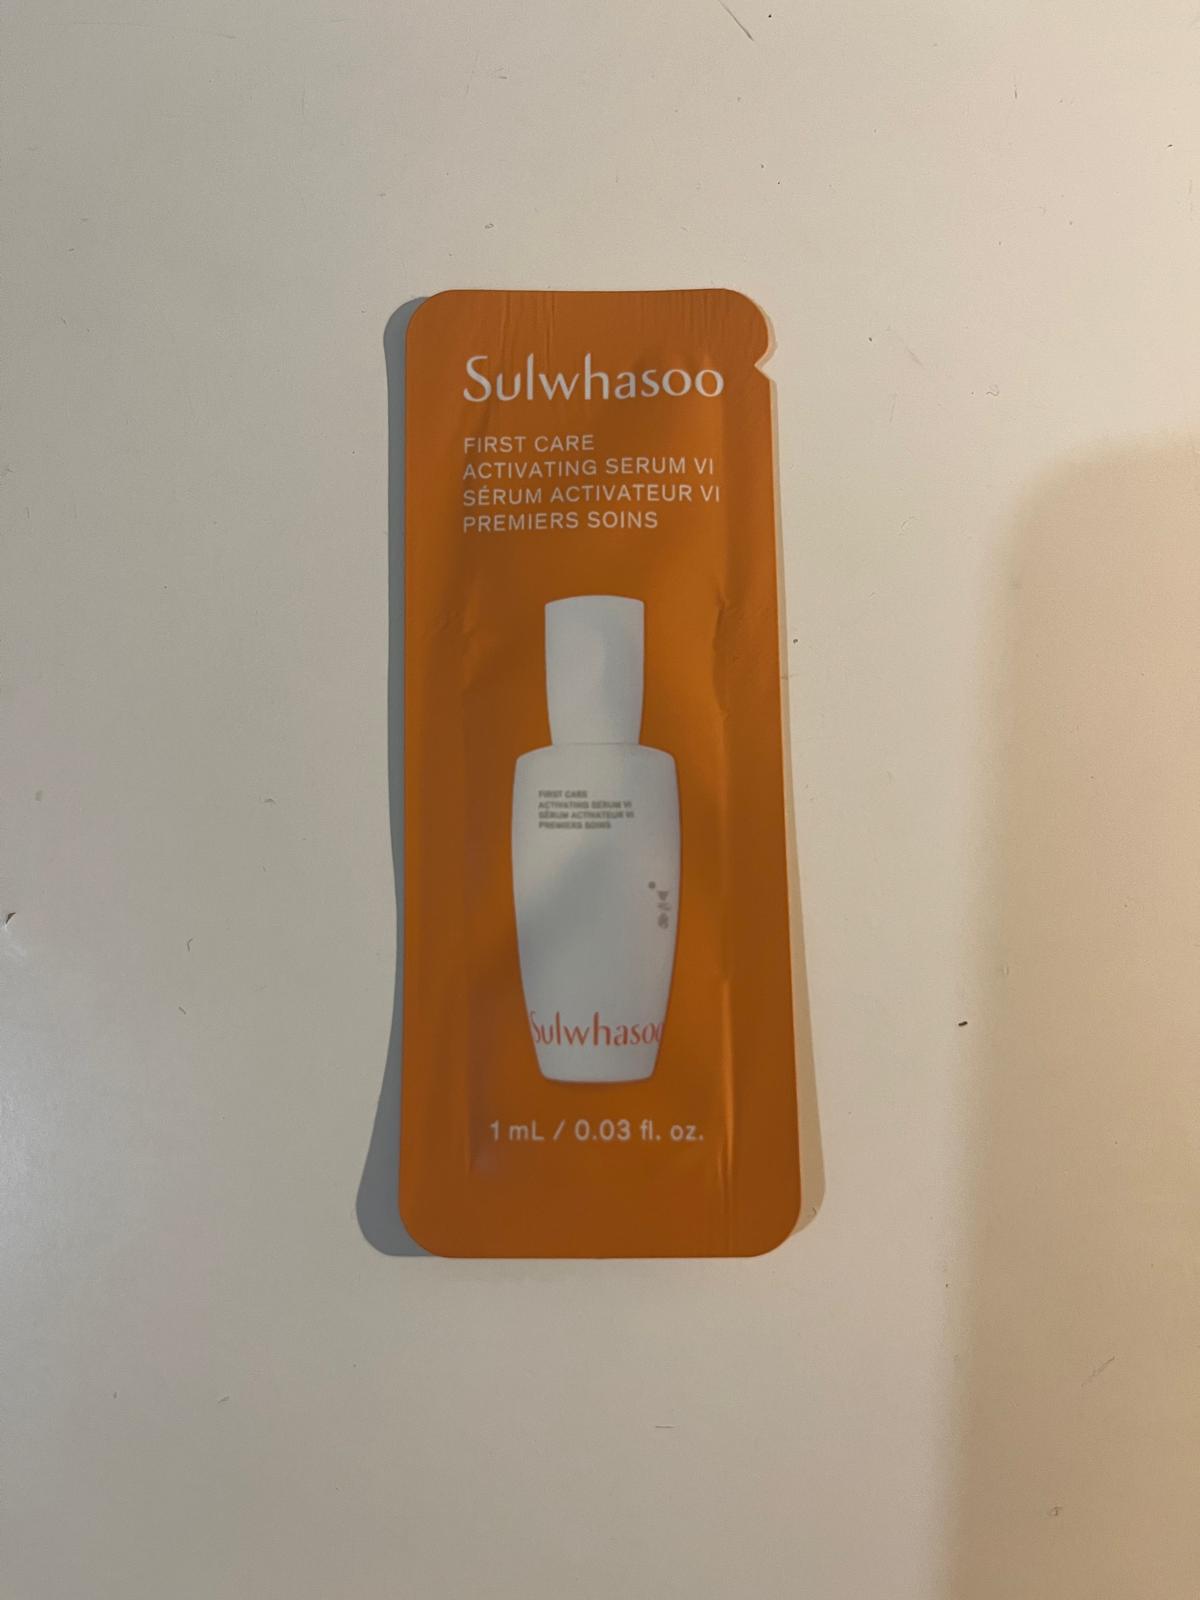 Sulwhasoo
FIRST CARE
ACTIVATING SERUM VI
SÉRUM ACTIVATEUR VI
PREMIERS SOINS
FIRST CARE
ACTIVATING SERUM VI
SÉRUM ACTIVATEUR VI
PREMIERS SOINS
Sulwhasoo
1 mL / 0.03 fl. oz.